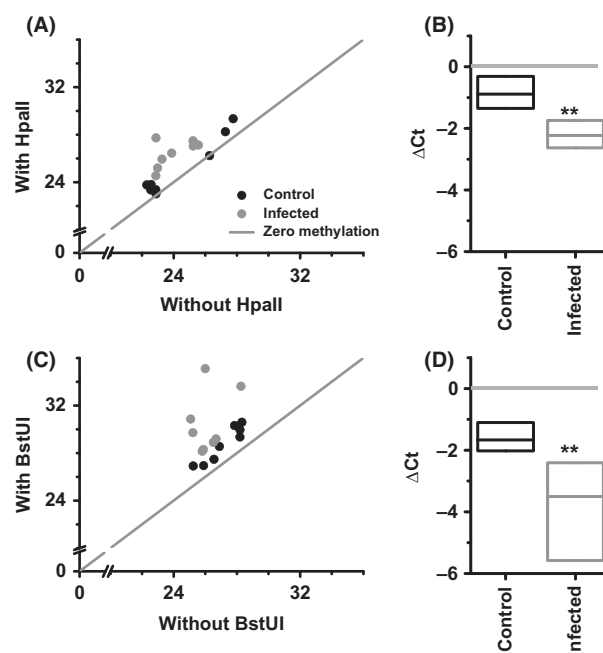 (A)
With HpaII
32
24
0
0
24
32
Without HpaII
Control
Infected
Zero methylation
(B)
ΔCt
0
−2
−4
−6
**
Control
Infected
(C)
With BstUI
32
24
0
0
24
32
Without BstUI
(D)
ΔCt
0
−2
−4
−6
**
Control
nfected